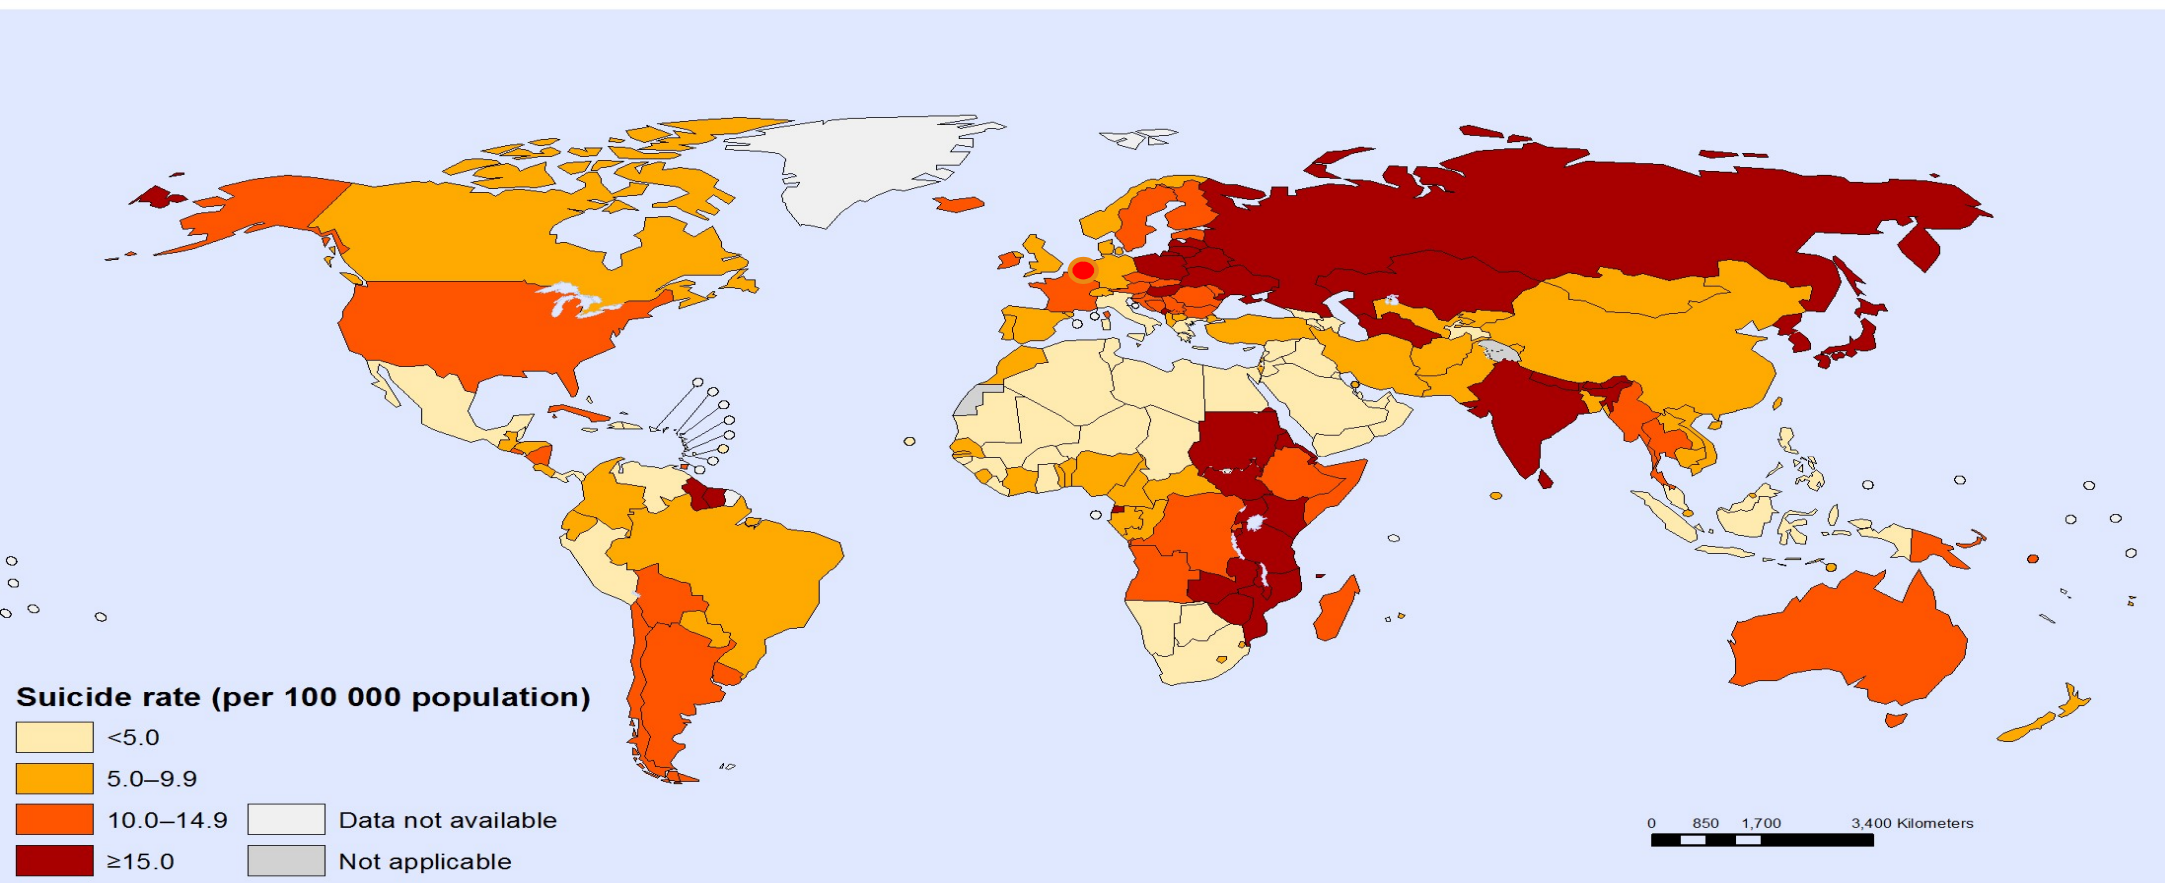 Suicide rate (per 100 000 population)
<5.0
5.0–9.9
10.0–14.9
≥15.0
Data not available
Not applicable
0 850 1,700 3,400 Kilometers